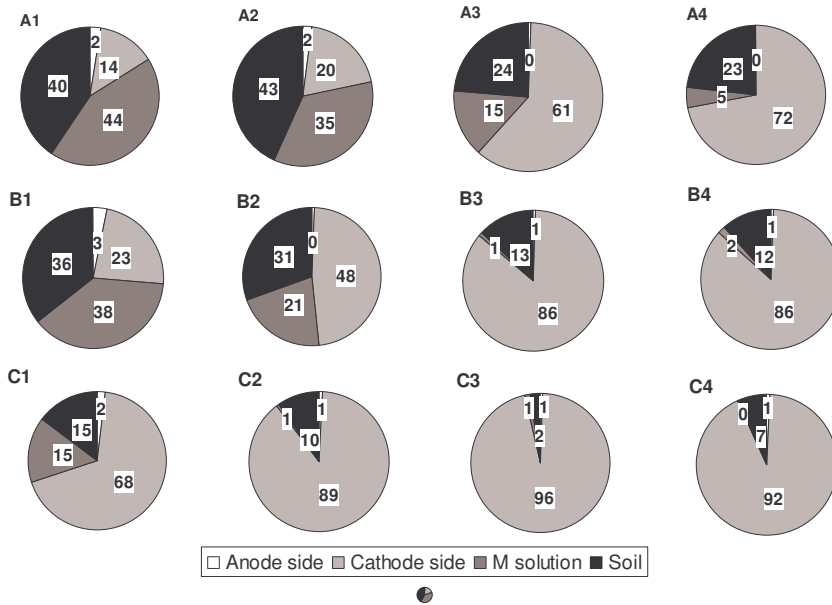 A1 A2 A3 A4
2 2
14 20
40 43 24 0 23 0
44 35 15 61 5 72
B1 B2 B3 B4
3 0 1 1
36 23 31 48 1 13 2 12
38 21 86 86
C1 C2 C3 C4
2 1 1 1 1 0 1
15 10 2 7
15 68 89 96 92
Anode side Cathode side M solution Soil